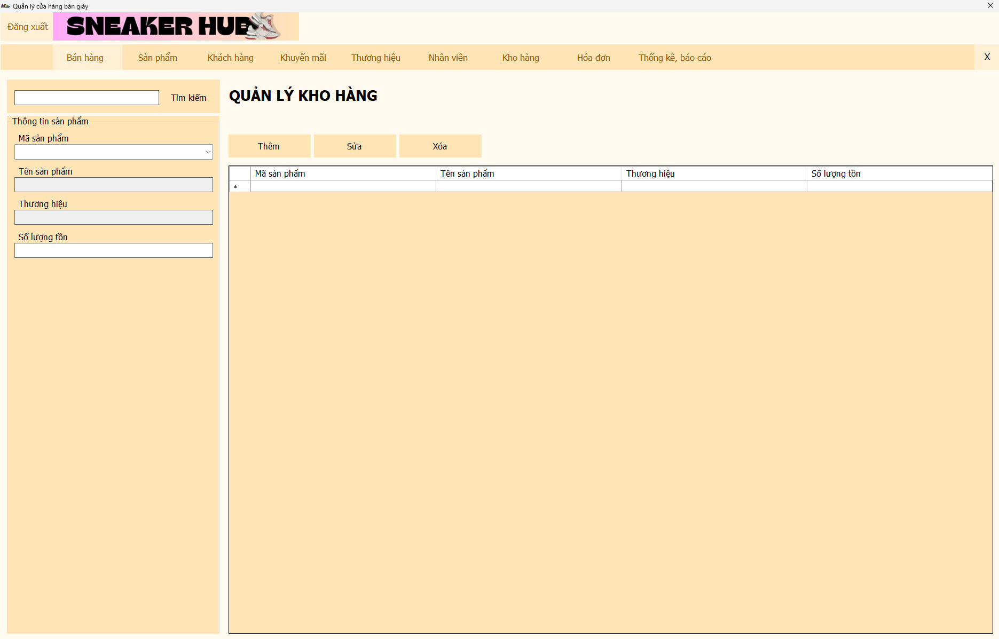 Quản lý cửa hàng bán giày
Đăng xuất
SNEAKER HUB
Bán hàng Sản phẩm Khách hàng Khuyến mãi Thương hiệu Nhân viên Kho hàng Hóa đơn Thống kê, báo cáo X
Tìm kiếm
QUẢN LÝ KHO HÀNG
Thông tin sản phẩm
Mã sản phẩm
Tên sản phẩm
Thương hiệu
Số lượng tồn
Thêm Sửa Xóa
Mã sản phẩm Tên sản phẩm Thương hiệu Số lượng tồn